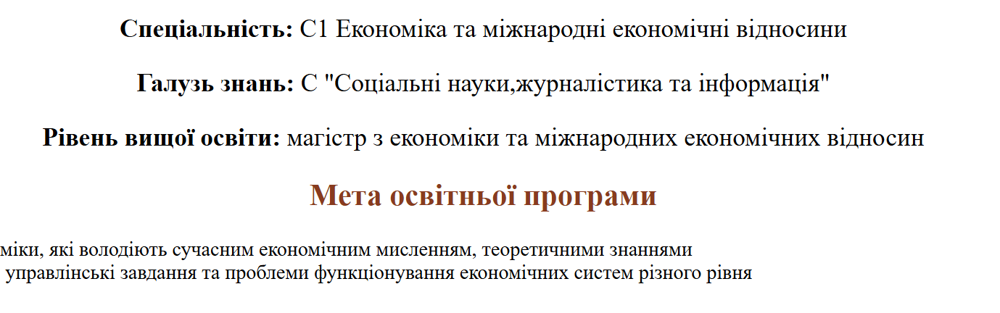 Спеціальність: С1 Економіка та міжнародні економічні відносини
Галузь знань: С "Соціальні науки,журналістика та інформація"
Рівень вищої освіти: магістр з економіки та міжнародних економічних відносин
Мета освітньої програми
міки, які володіють сучасним економічним мисленням, теоретичними знаннями
управлінські завдання та проблеми функціонування економічних систем різного рівня